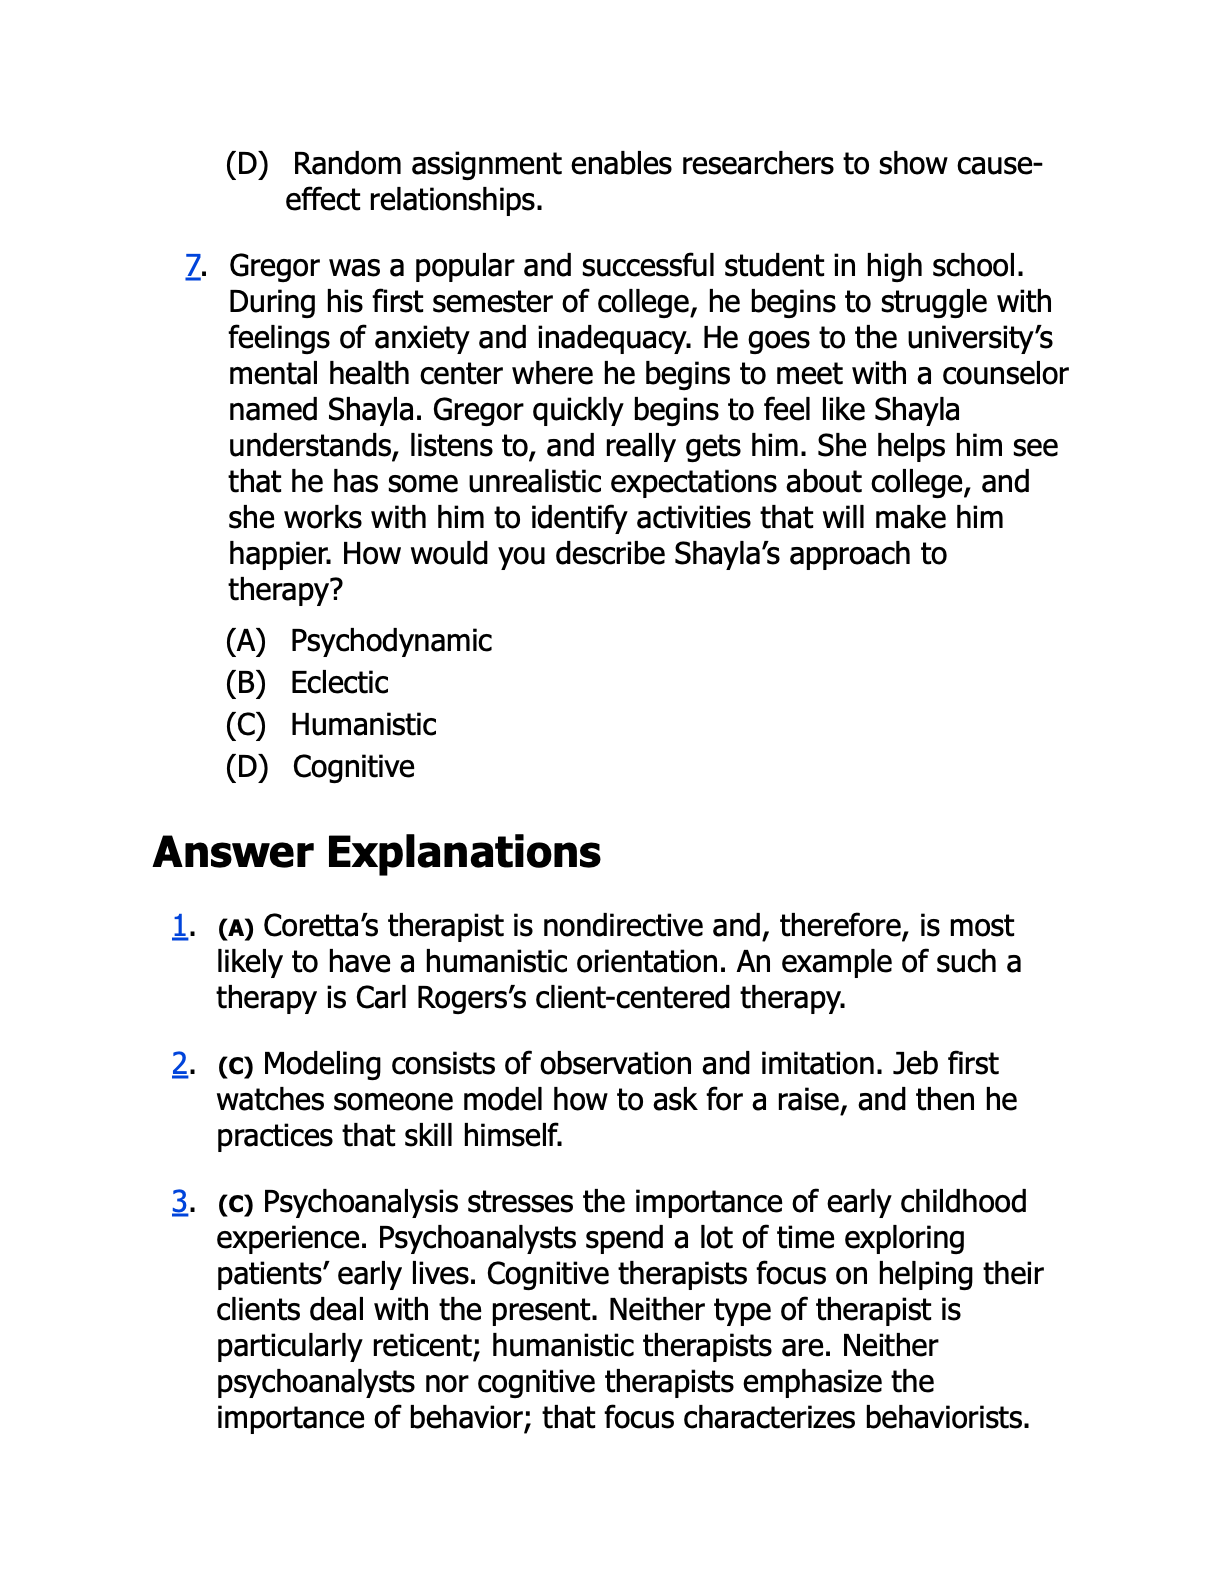 (D) Random assignment enables researchers to show cause-
effect relationships.
7. Gregor was a popular and successful student in high school.
During his first semester of college, he begins to struggle with
feelings of anxiety and inadequacy. He goes to the university’s
mental health center where he begins to meet with a counselor
named Shayla. Gregor quickly begins to feel like Shayla
understands, listens to, and really gets him. She helps him see
that he has some unrealistic expectations about college, and
she works with him to identify activities that will make him
happier. How would you describe Shayla’s approach to
therapy?
(A) Psychodynamic
(B) Eclectic
(C) Humanistic
(D) Cognitive
Answer Explanations
1. (A) Coretta’s therapist is nondirective and, therefore, is most
likely to have a humanistic orientation. An example of such a
therapy is Carl Rogers’s client-centered therapy.
2. (C) Modeling consists of observation and imitation. Jeb first
watches someone model how to ask for a raise, and then he
practices that skill himself.
3. (C) Psychoanalysis stresses the importance of early childhood
experience. Psychoanalysts spend a lot of time exploring
patients’ early lives. Cognitive therapists focus on helping their
clients deal with the present. Neither type of therapist is
particularly reticent; humanistic therapists are. Neither
psychoanalysts nor cognitive therapists emphasize the
importance of behavior; that focus characterizes behaviorists.